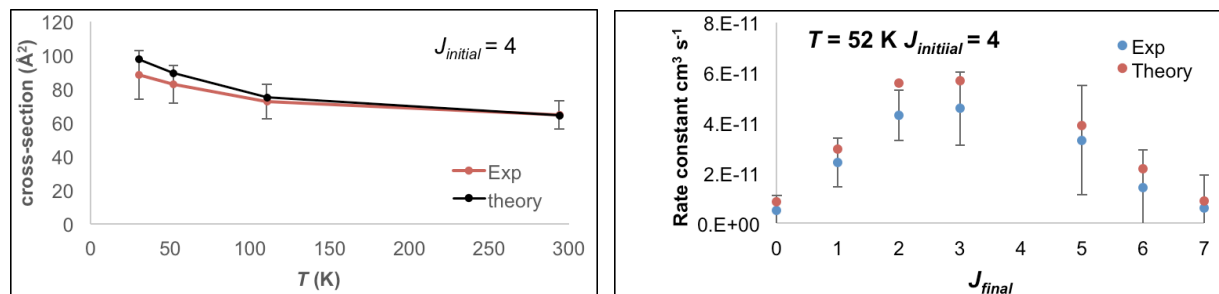 120
100
80
60
40
20
0
cross-section (Å²)
J_initial = 4
Exp
theory
0 50 100 150 200 250 300
T (K)
8.E-11
6.E-11
4.E-11
2.E-11
0.E+00
Rate constant cm³ s⁻¹
T = 52 K J_initiial = 4
Exp
Theory
0 1 2 3 4 5 6 7
J_final